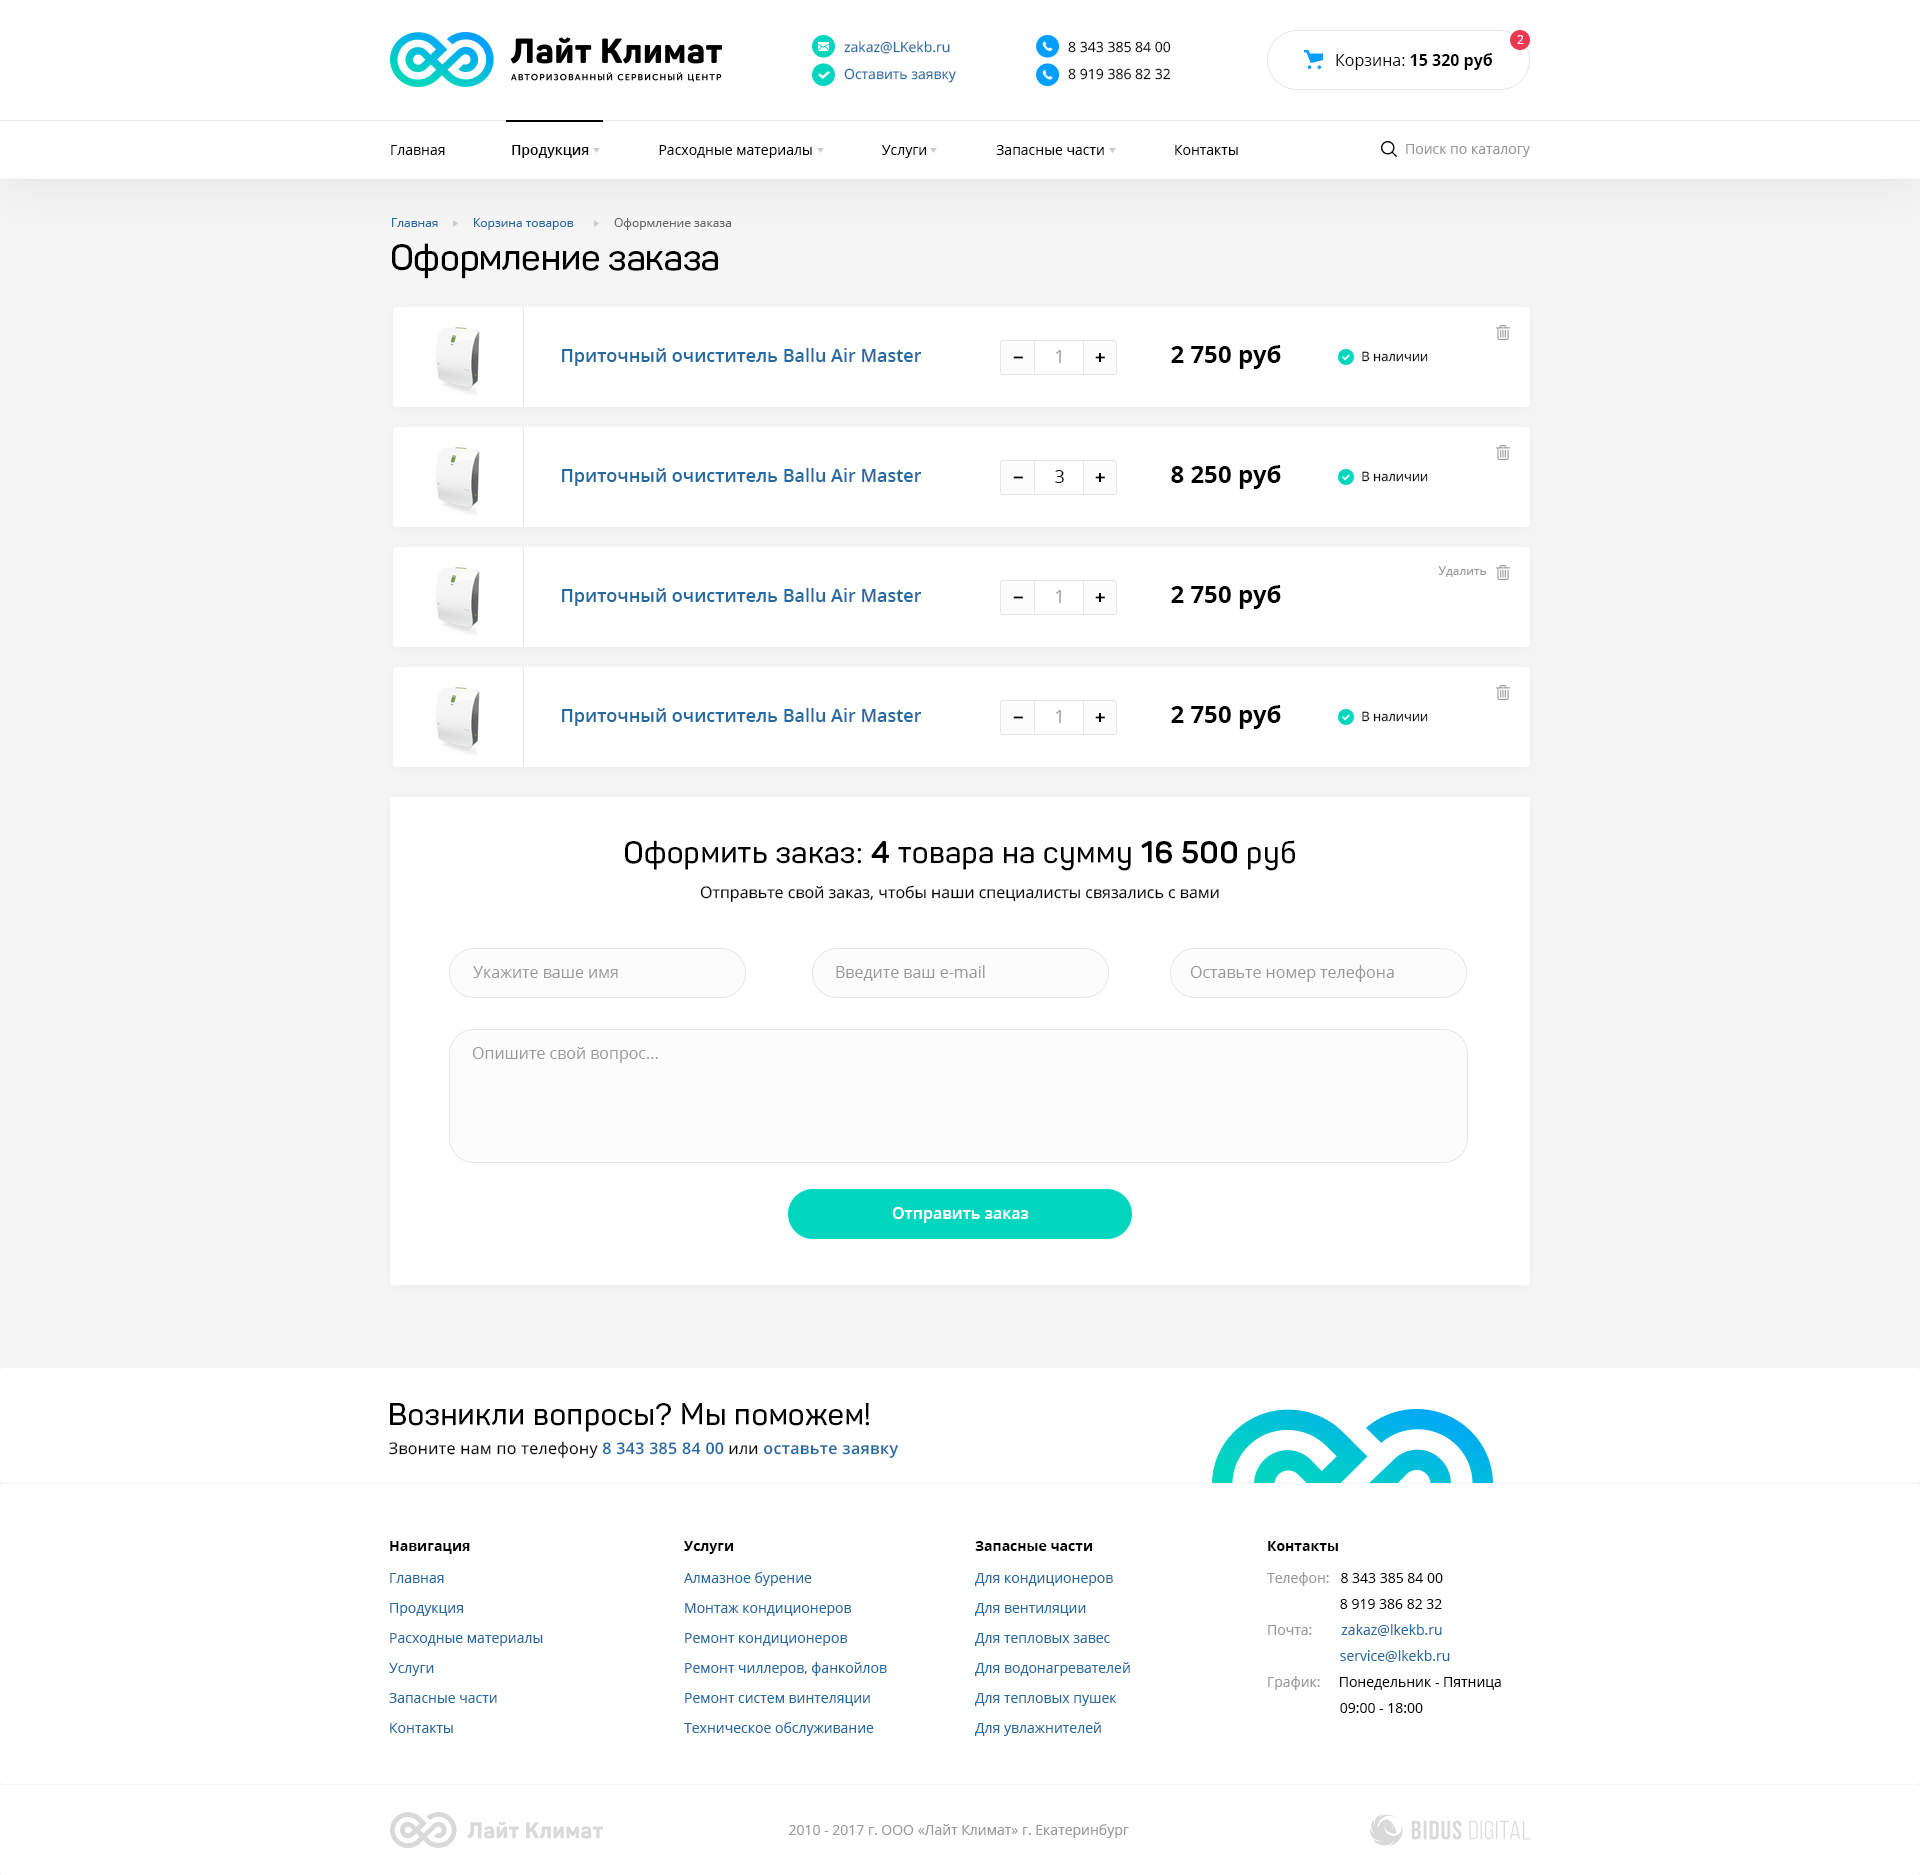 Лайт Климат
АВТОРИЗОВАННЫЙ СЕРВИСНЫЙ ЦЕНТР
zakaz@LKekb.ru
Оставить заявку
8 343 385 84 00
8 919 386 82 32
Корзина: 15 320 руб
2
Главная
Продукция
Расходные материалы
Услуги
Запасные части
Контакты
Поиск по каталогу
Главная
Корзина товаров
Оформление заказа
Оформление заказа
Приточный очиститель Ballu Air Master
− 1 +
2 750 руб
В наличии
Приточный очиститель Ballu Air Master
− 3 +
8 250 руб
В наличии
Приточный очиститель Ballu Air Master
− 1 +
2 750 руб
Удалить
Приточный очиститель Ballu Air Master
− 1 +
2 750 руб
В наличии
Оформить заказ: 4 товара на сумму 16 500 руб
Отправьте свой заказ, чтобы наши специалисты связались с вами
Укажите ваше имя
Введите ваш e-mail
Оставьте номер телефона
Опишите свой вопрос...
Отправить заказ
Возникли вопросы? Мы поможем!
Звоните нам по телефону 8 343 385 84 00 или оставьте заявку
Навигация
Главная
Продукция
Расходные материалы
Услуги
Запасные части
Контакты
Услуги
Алмазное бурение
Монтаж кондиционеров
Ремонт кондиционеров
Ремонт чиллеров, фанкойлов
Ремонт систем винтеляции
Техническое обслуживание
Запасные части
Для кондиционеров
Для вентиляции
Для тепловых завес
Для водонагревателей
Для тепловых пушек
Для увлажнителей
Контакты
Телефон: 8 343 385 84 00
8 919 386 82 32
Почта: zakaz@lkekb.ru
service@lkekb.ru
График: Понедельник - Пятница
09:00 - 18:00
Лайт Климат
2010 - 2017 г. ООО «Лайт Климат» г. Екатеринбург
BIDUS DIGITAL